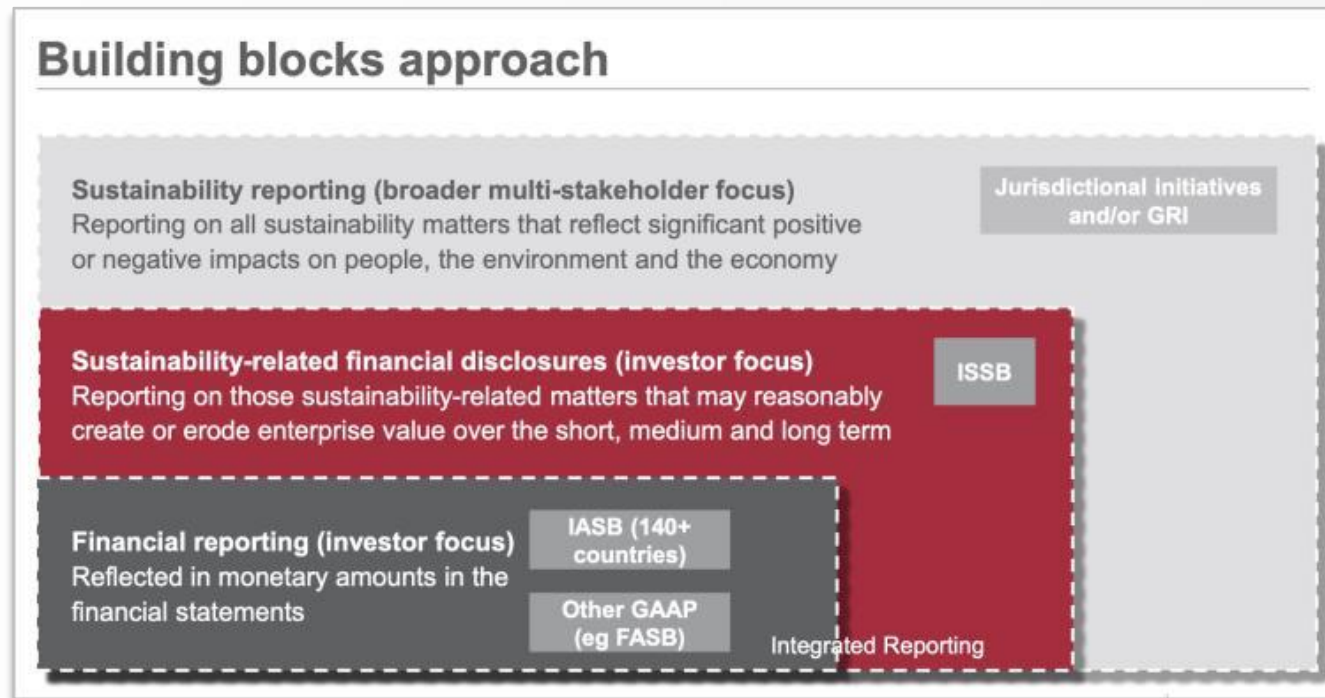 Building blocks approach
Sustainability reporting (broader multi-stakeholder focus)
Reporting on all sustainability matters that reflect significant positive
or negative impacts on people, the environment and the economy
Jurisdictional initiatives
and/or GRI
Sustainability-related financial disclosures (investor focus)
Reporting on those sustainability-related matters that may reasonably
create or erode enterprise value over the short, medium and long term
ISSB
Financial reporting (investor focus)
Reflected in monetary amounts in the
financial statements
IASB (140+
countries)
Other GAAP
(eg FASB)
Integrated Reporting